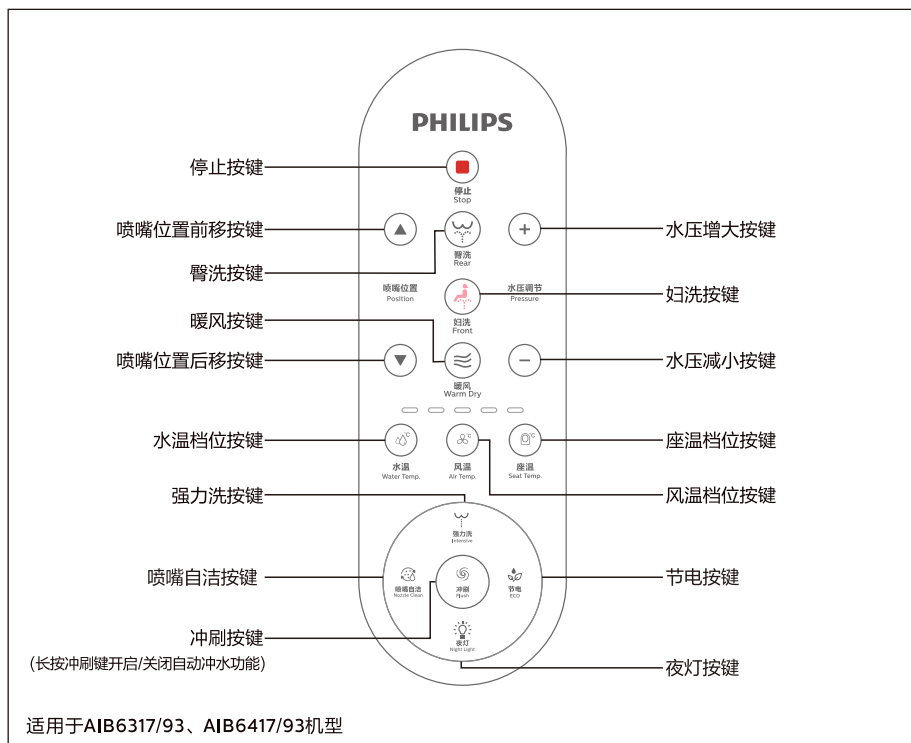 PHILIPS
停止按键
停止
Stop
喷嘴位置前移按键
水压增大按键
臀洗
Rear
臀洗按键
喷嘴位置
Position
水压调节
Pressure
妇洗按键
妇洗
Front
暖风按键
喷嘴位置后移按键
水压减小按键
暖风
Warm Dry
水温档位按键
°C
°C
°C
座温档位按键
水温
Water Temp.
风温
Air Temp.
座温
Seat Temp.
强力洗按键
风温档位按键
强力洗
Intensive
喷嘴自洁按键
喷嘴自洁
Nozzle Clean
冲刷
Flush
节电
ECO
节电按键
冲刷按键
(长按冲刷键开启/关闭自动冲水功能)
夜灯
Night Light
夜灯按键
适用于AIB6317/93、AIB6417/93机型